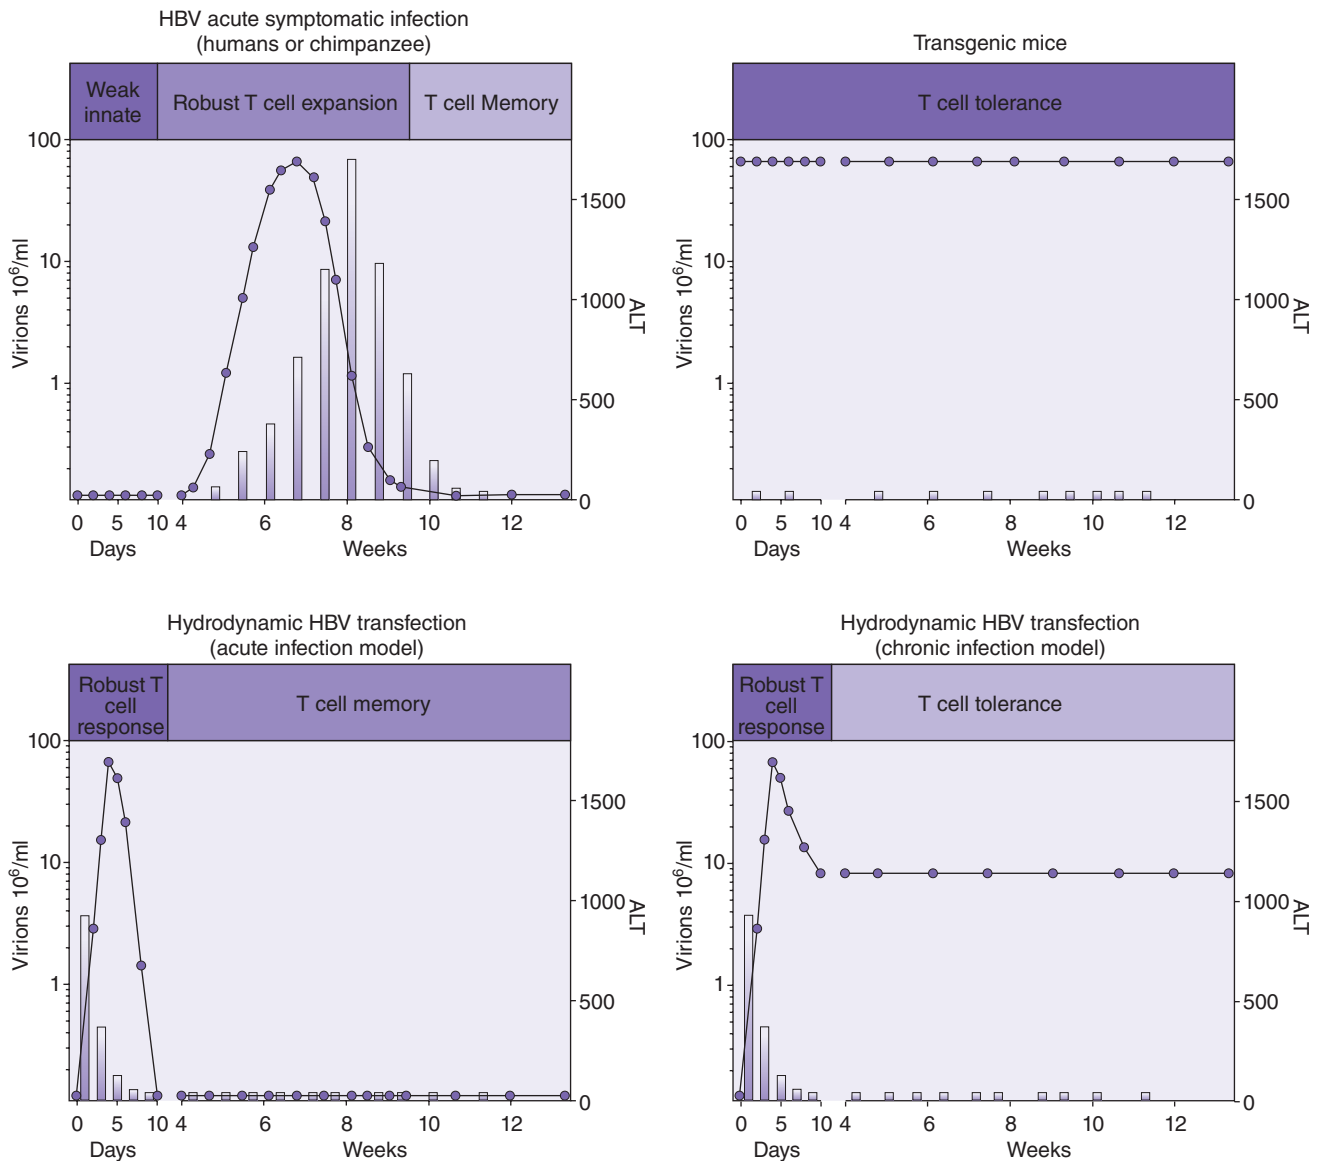 HBV acute symptomatic infection
(humans or chimpanzee)
Weak
innate
Robust T cell expansion
T cell Memory
100
10
1
Virions 10⁶/ml
1500
1000
500
0
ALT
0 5 10 4 6 8 10 12
Days Weeks
Transgenic mice
T cell tolerance
100
10
1
Virions 10⁶/ml
1500
1000
500
0
ALT
0 5 10 4 6 8 10 12
Days Weeks
Hydrodynamic HBV transfection
(acute infection model)
Robust T
cell
response
T cell memory
100
10
1
Virions 10⁶/ml
1500
1000
500
0
ALT
0 5 10 4 6 8 10 12
Days Weeks
Hydrodynamic HBV transfection
(chronic infection model)
Robust T
cell
response
T cell tolerance
100
10
1
Virions 10⁶/ml
1500
1000
500
0
ALT
0 5 10 4 6 8 10 12
Days Weeks